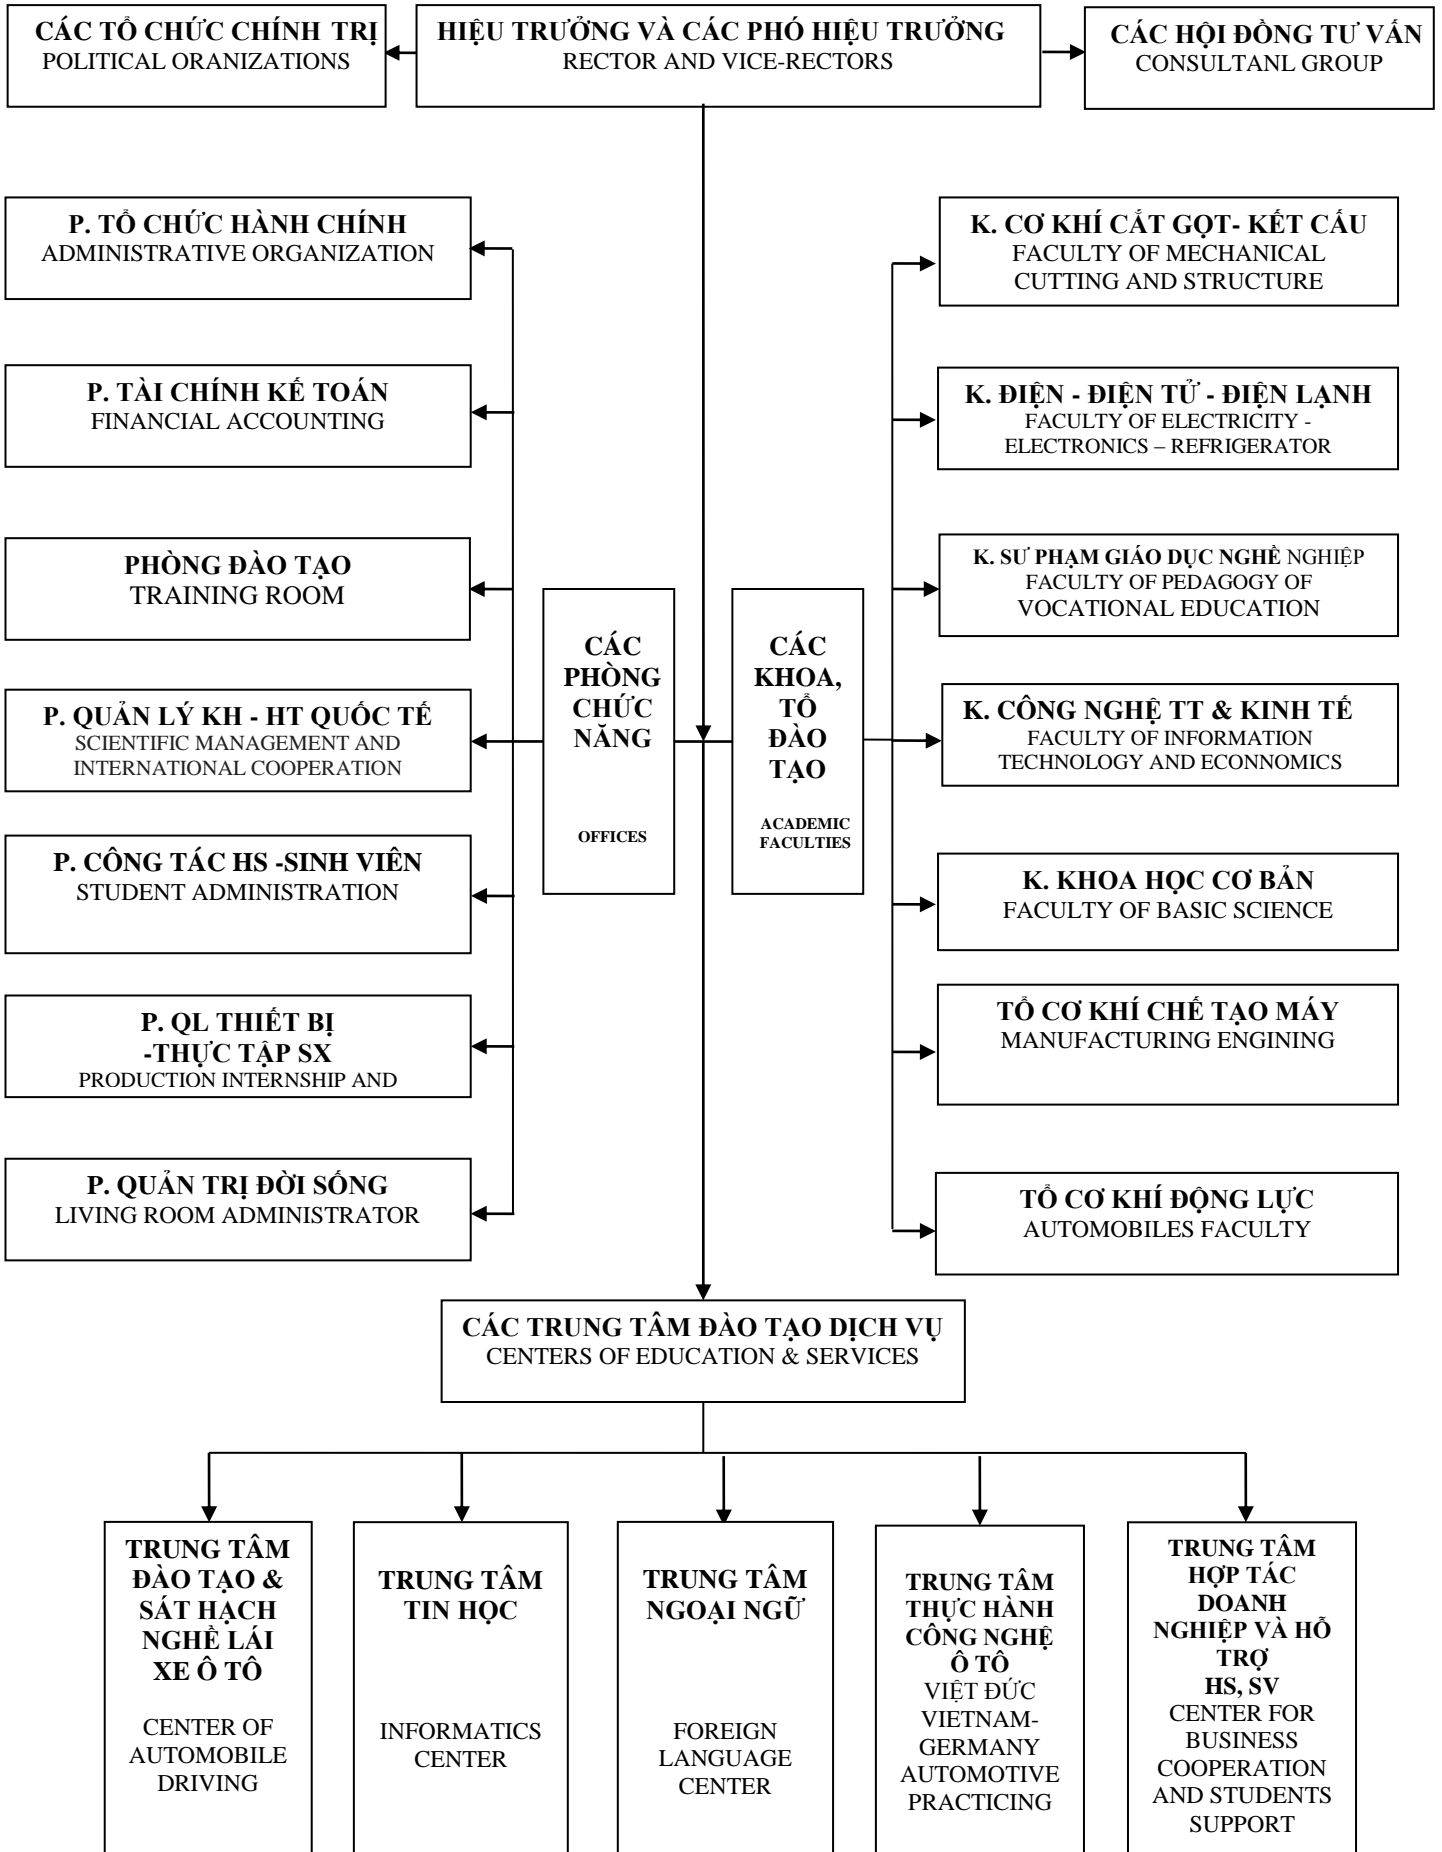 CÁC TỔ CHỨC CHÍNH TRỊ
POLITICAL ORANIZATIONS
HIỆU TRƯỞNG VÀ CÁC PHÓ HIỆU TRƯỞNG
RECTOR AND VICE-RECTORS
CÁC HỘI ĐỒNG TƯ VẤN
CONSULTANL GROUP
P. TỔ CHỨC HÀNH CHÍNH
ADMINISTRATIVE ORGANIZATION
P. TÀI CHÍNH KẾ TOÁN
FINANCIAL ACCOUNTING
PHÒNG ĐÀO TẠO
TRAINING ROOM
P. QUẢN LÝ KH - HT QUỐC TẾ
SCIENTIFIC MANAGEMENT AND
INTERNATIONAL COOPERATION
P. CÔNG TÁC HS -SINH VIÊN
STUDENT ADMINISTRATION
P. QL THIẾT BỊ
-THỰC TẬP SX
PRODUCTION INTERNSHIP AND
P. QUẢN TRỊ ĐỜI SỐNG
LIVING ROOM ADMINISTRATOR
CÁC
PHÒNG
CHỨC
NĂNG
OFFICES
CÁC
KHOA,
TỔ
ĐÀO
TẠO
ACADEMIC
FACULTIES
K. CƠ KHÍ CẮT GỌT- KẾT CẤU
FACULTY OF MECHANICAL
CUTTING AND STRUCTURE
K. ĐIỆN - ĐIỆN TỬ - ĐIỆN LẠNH
FACULTY OF ELECTRICITY -
ELECTRONICS – REFRIGERATOR
K. SƯ PHẠM GIÁO DỤC NGHỀ NGHIỆP
FACULTY OF PEDAGOGY OF
VOCATIONAL EDUCATION
K. CÔNG NGHỆ TT & KINH TẾ
FACULTY OF INFORMATION
TECHNOLOGY AND ECONNOMICS
K. KHOA HỌC CƠ BẢN
FACULTY OF BASIC SCIENCE
TỔ CƠ KHÍ CHẾ TẠO MÁY
MANUFACTURING ENGINING
TỔ CƠ KHÍ ĐỘNG LỰC
AUTOMOBILES FACULTY
CÁC TRUNG TÂM ĐÀO TẠO DỊCH VỤ
CENTERS OF EDUCATION & SERVICES
TRUNG TÂM
ĐÀO TẠO &
SÁT HẠCH
NGHỀ LÁI
XE Ô TÔ
CENTER OF
AUTOMOBILE
DRIVING
TRUNG TÂM
TIN HỌC
INFORMATICS
CENTER
TRUNG TÂM
NGOẠI NGỮ
FOREIGN
LANGUAGE
CENTER
TRUNG TÂM
THỰC HÀNH
CÔNG NGHỆ
Ô TÔ
VIỆT ĐỨC
VIETNAM-
GERMANY
AUTOMOTIVE
PRACTICING
TRUNG TÂM
HỢP TÁC
DOANH
NGHIỆP VÀ HỖ
TRỢ
HS, SV
CENTER FOR
BUSINESS
COOPERATION
AND STUDENTS
SUPPORT